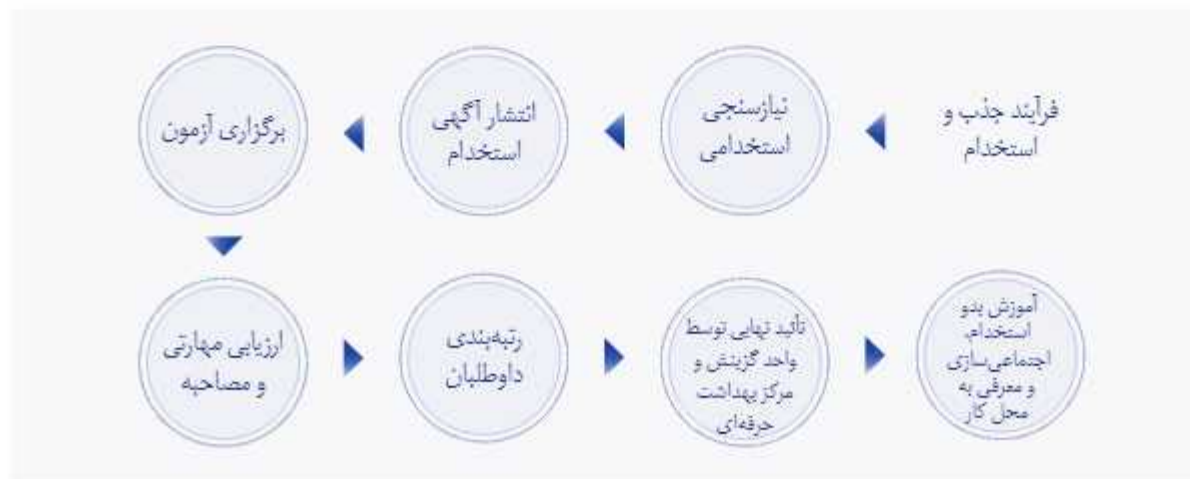 فرآیند جذب و
استخدام
نیازسنجی
استخدامی
انتشار آگهی
استخدام
برگزاری آزمون
ارزیابی مهارتی
و مصاحبه
رتبه‌بندی
داوطلبان
تأئید نهایی توسط
واحد گزینش و
مرکز بهداشت
حرفه‌ای
آموزش بدو
استخدام،
اجتماعی‌سازی
و معرفی به
محل کار